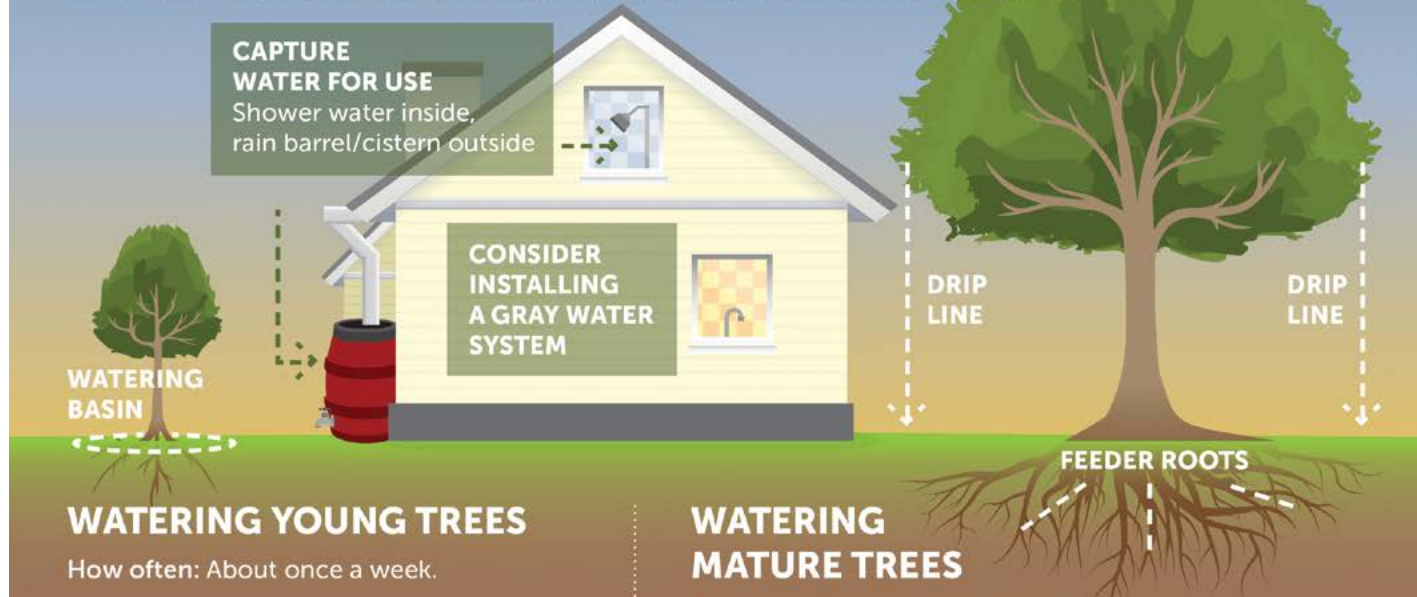 CAPTURE
WATER FOR USE
Shower water inside,
rain barrel/cistern outside
CONSIDER
INSTALLING
A GRAY WATER
SYSTEM
DRIP
LINE
DRIP
LINE
WATERING
BASIN
FEEDER ROOTS
WATERING YOUNG TREES
How often: About once a week.
WATERING
MATURE TREES